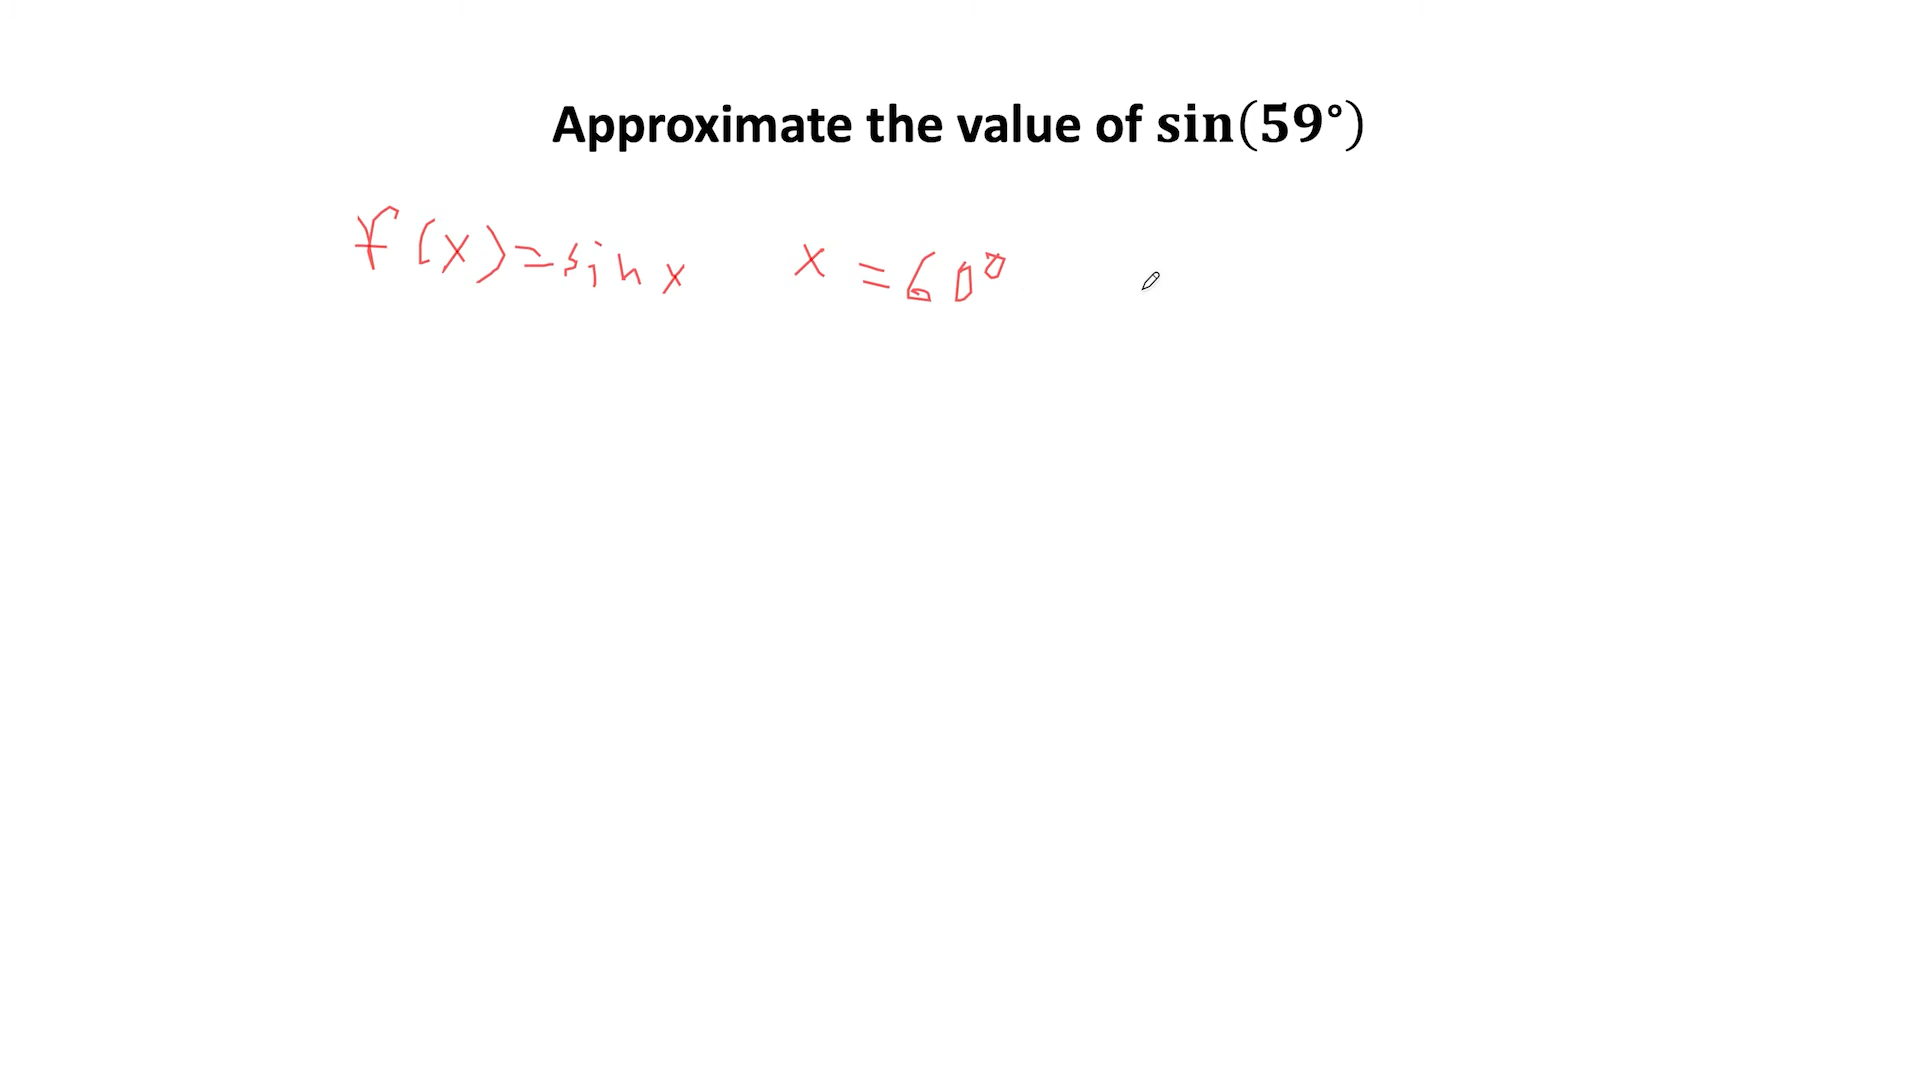 Approximate the value of sin(59°)
f(x)=sin x x=60°